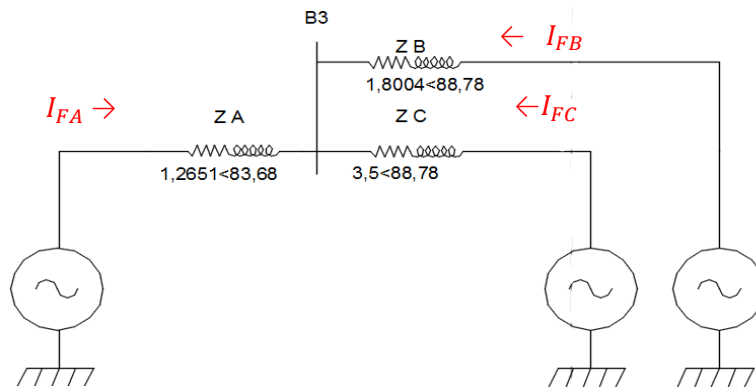 B3
Z B
← I_FB
1,8004<88,78
I_FA →
Z A
Z C
← I_FC
1,2651<83,68
3,5<88,78